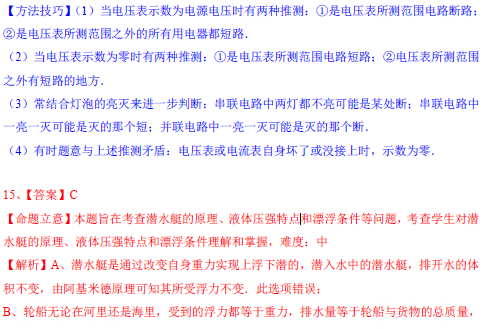 【方法技巧】（1）当电压表示数为电源电压时有两种推测：①是电压表所测范围电路断路；
②是电压表所测范围之外的所有用电器都短路．
（2）当电压表示数为零时有两种推测：①是电压表所测范围电路短路；②电压表所测范围
之外有短路的地方．
（3）常结合灯泡的亮灭来进一步判断：串联电路中两灯都不亮可能是某处断；串联电路中
一亮一灭可能是灭的那个短；并联电路中一亮一灭可能是灭的那个断．
（4）有时题意与上述推测矛盾：电压表或电流表自身坏了或没接上时，示数为零．
15、【答案】C
【命题立意】本题旨在考查潜水艇的原理、液体压强特点和漂浮条件等问题，考查学生对潜
水艇的原理、液体压强特点和漂浮条件理解和掌握，难度：中
【解析】A、潜水艇是通过改变自身重力实现上浮下潜的，潜入水中的潜水艇，排开水的体
积不变，由阿基米德原理可知其所受浮力不变．此选项错误；
B、轮船无论在河里还是海里，受到的浮力都等于重力，排水量等于轮船与货物的总质量，